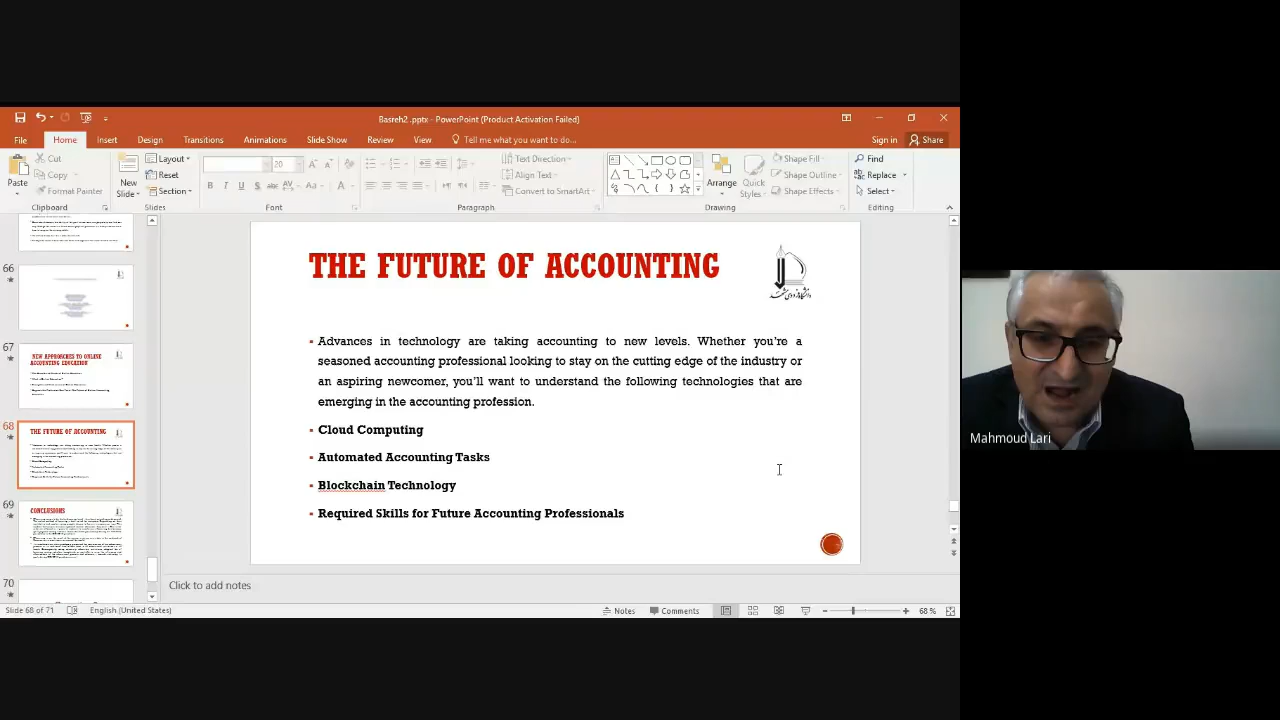 Basreh2 .pptx - PowerPoint (Product Activation Failed)
File Home Insert Design Transitions Animations Slide Show Review View Tell me what you want to do... Sign in Share
Paste
Cut
Copy
Format Painter
Clipboard
New
Slide
Layout
Reset
Section
Slides
20
B I U S abc AV Aa A
Font
Paragraph
Text Direction
Align Text
Convert to SmartArt
Arrange
Quick
Styles
Shape Fill
Shape Outline
Shape Effects
Drawing
Find
Replace
Select
Editing
66
67
NEW APPROACHES TO ONLINE
ACCOUNTING EDUCATION
68
THE FUTURE OF ACCOUNTING
69
CONCLUSIONS
70
THE FUTURE OF ACCOUNTING
Advances in technology are taking accounting to new levels. Whether you're a
seasoned accounting professional looking to stay on the cutting edge of the industry or
an aspiring newcomer, you'll want to understand the following technologies that are
emerging in the accounting profession.
Cloud Computing
Automated Accounting Tasks
Blockchain Technology
Required Skills for Future Accounting Professionals
Click to add notes
Slide 68 of 71 English (United States) Notes Comments 68 %
Mahmoud Lari